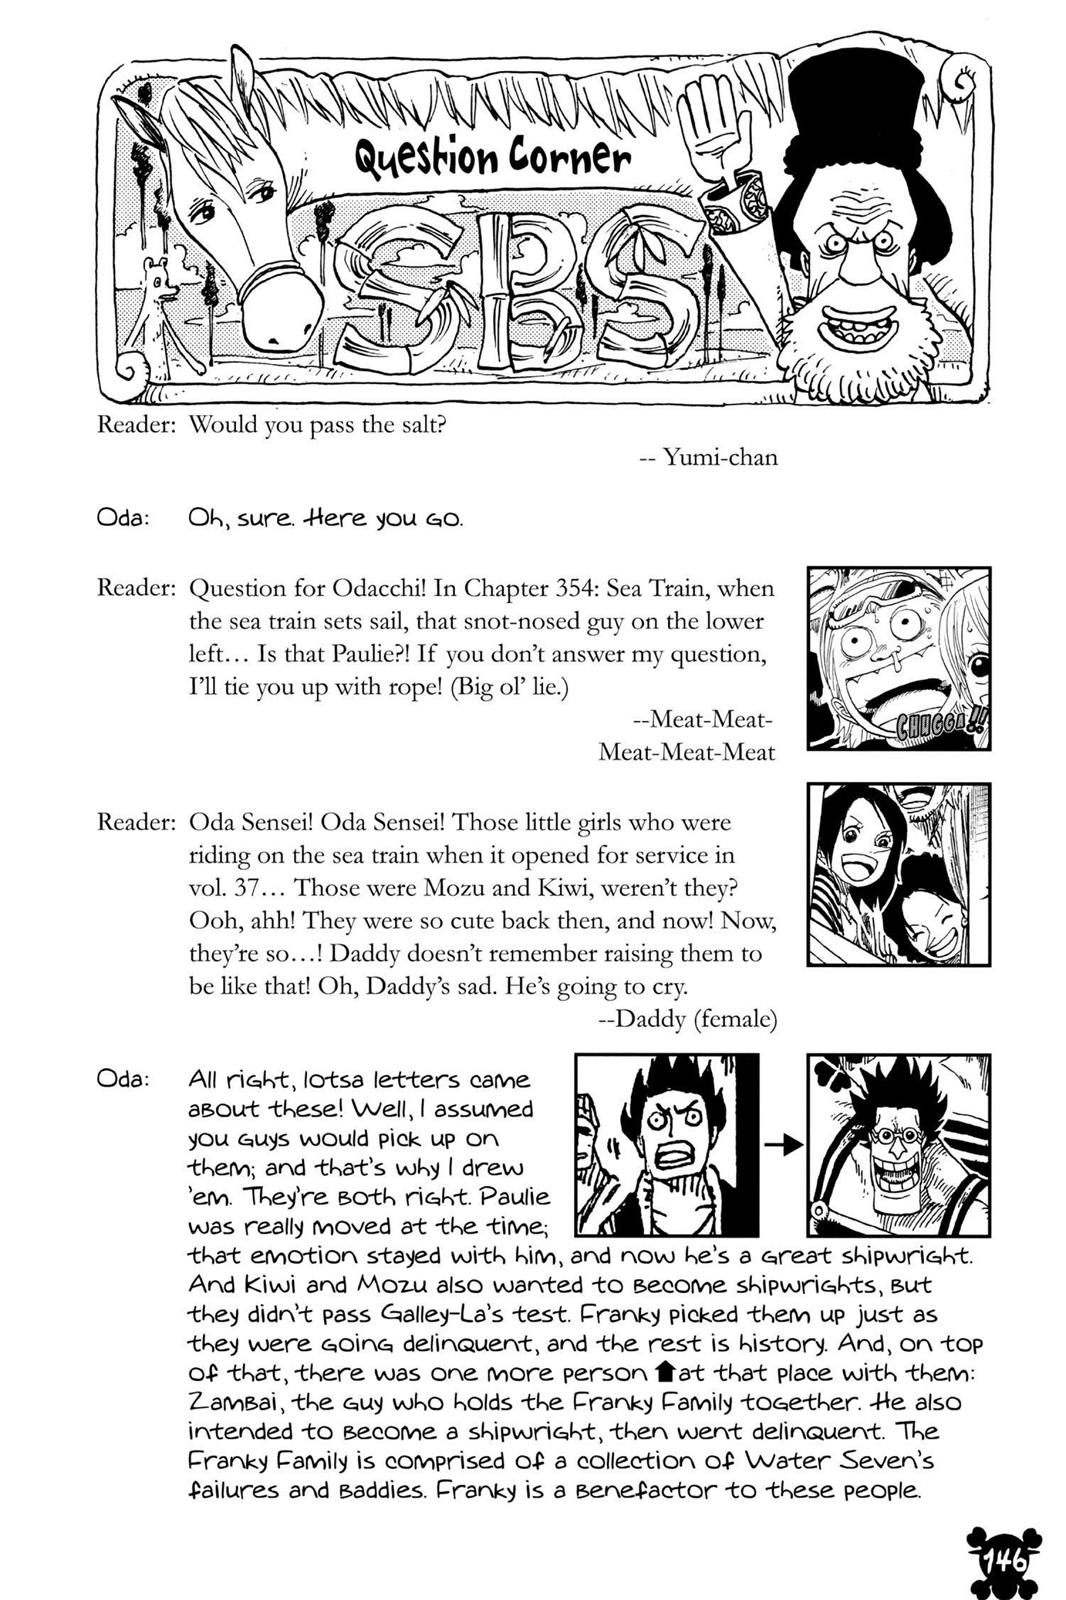 Question Corner
SBS
Reader: Would you pass the salt?
-- Yumi-chan
Oda: Oh, sure. Here you go.
Reader: Question for Odacchi! In Chapter 354: Sea Train, when
the sea train sets sail, that snot-nosed guy on the lower
left… Is that Paulie?! If you don't answer my question,
I'll tie you up with rope! (Big ol' lie.)
--Meat-Meat-
Meat-Meat-Meat
CHUGGA!!
Reader: Oda Sensei! Oda Sensei! Those little girls who were
riding on the sea train when it opened for service in
vol. 37… Those were Mozu and Kiwi, weren't they?
Ooh, ahh! They were so cute back then, and now! Now,
they're so…! Daddy doesn't remember raising them to
be like that! Oh, Daddy's sad. He's going to cry.
--Daddy (female)
Oda: All right, lotsa letters came
about these! Well, I assumed
you guys would pick up on
them; and that's why I drew
'em. They're both right. Paulie
was really moved at the time;
that emotion stayed with him, and now he's a great shipwright.
And Kiwi and Mozu also wanted to become shipwrights, but
they didn't pass Galley-La's test. Franky picked them up just as
they were going delinquent, and the rest is history. And, on top
of that, there was one more person at that place with them:
Zambai, the guy who holds the Franky Family together. He also
intended to become a shipwright, then went delinquent. The
Franky Family is comprised of a collection of Water Seven's
failures and baddies. Franky is a benefactor to these people.
146